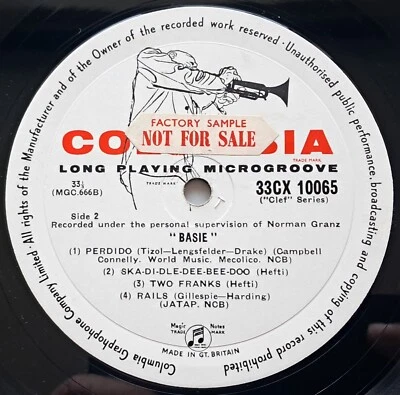 All rights of the Manufacturer and of the Owner of the recorded work reserved · Unauthorised public performance, broadcasting and copying of this record prohibited
Columbia Graphophone Company Limited
TRADE MARK
FACTORY SAMPLE
NOT FOR SALE
CO IA
TRADE MARK
LONG PLAYING MICROGROOVE
33⅓
TRADE MARK
33CX 10065
(MGC.666B)
("Clef" Series)
Side 2
Recorded under the personal supervision of Norman Granz
"BASIE"
(1) PERDIDO (Tizol—Lengsfelder—Drake) (Campbell
Connelly. World Music. Mecolico. NCB)
(2) SKA-DI-DLE-DEE-BEE-DOO (Hefti)
(3) TWO FRANKS (Hefti)
(4) RAILS (Gillespie—Harding)
(JATAP. NCB)
Magic Notes
TRADE MARK
MADE IN GT. BRITAIN